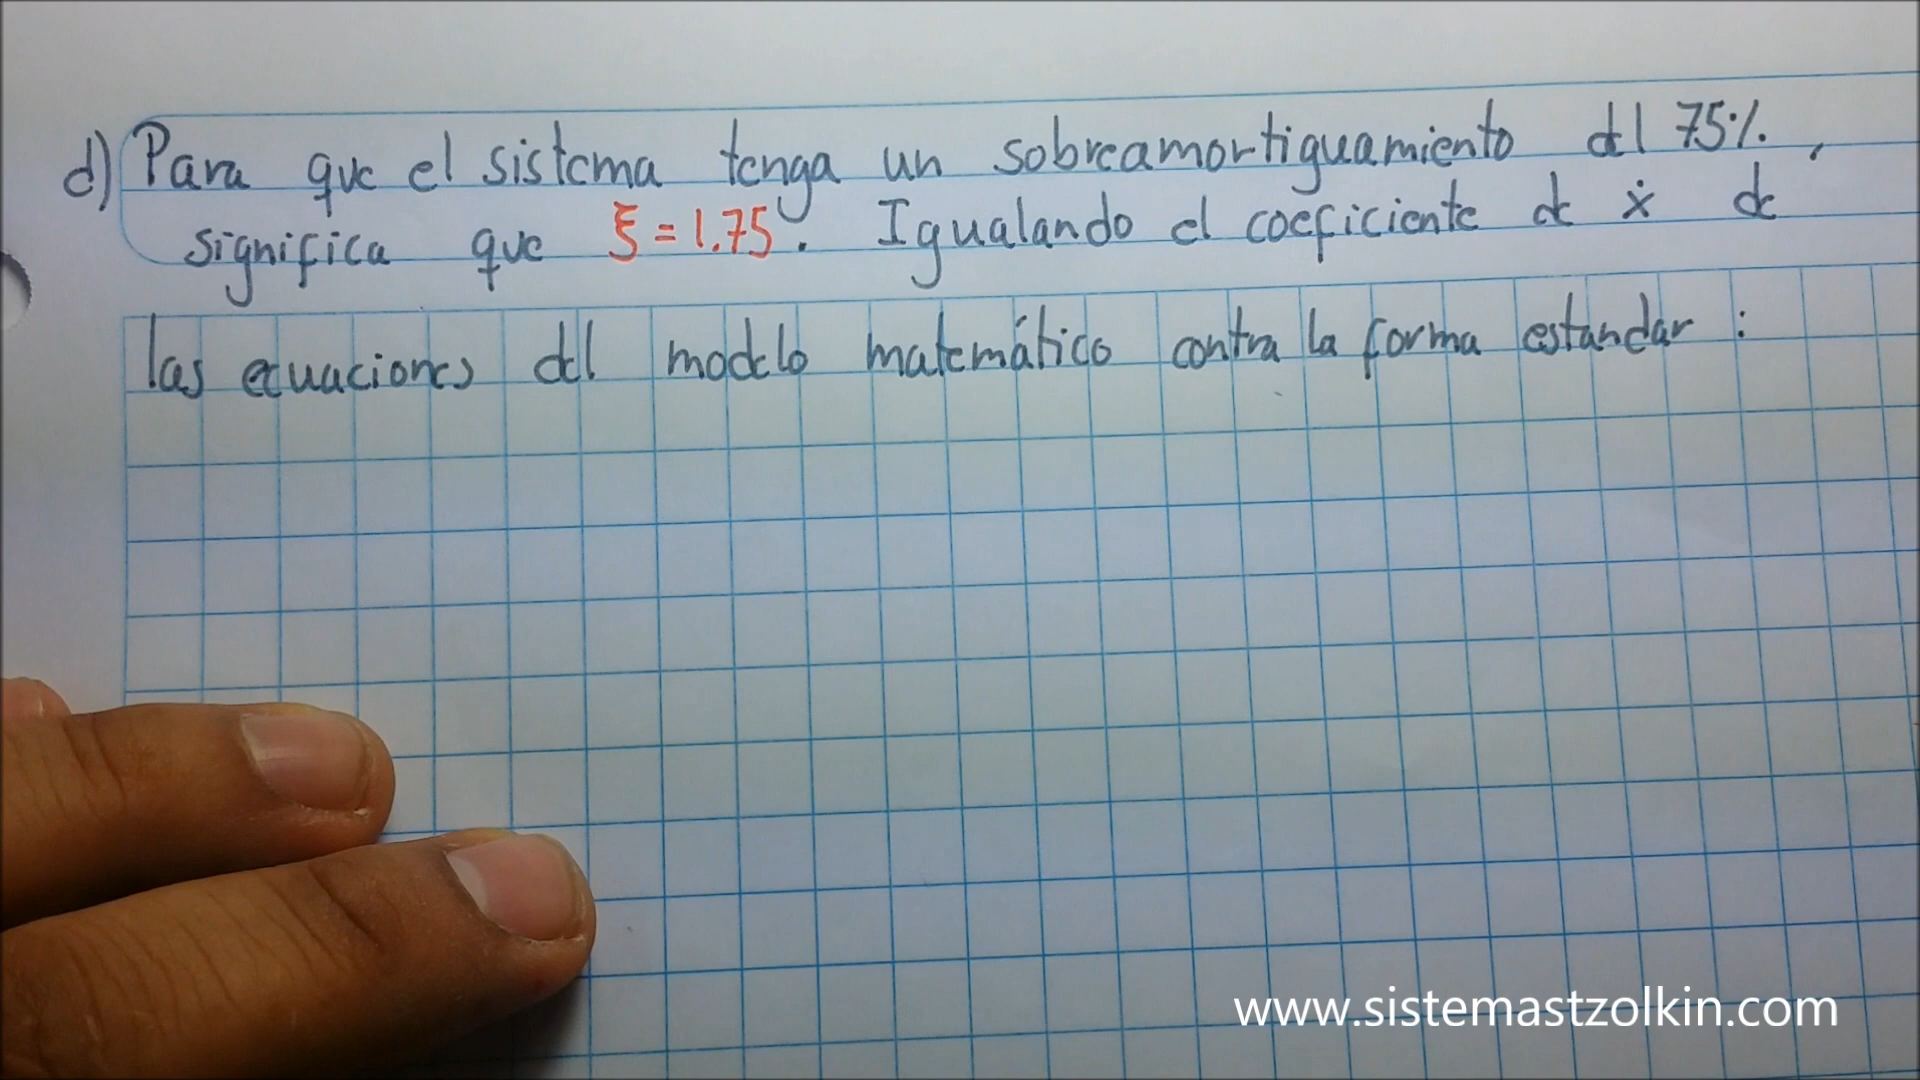 d) Para que el sistema tenga un sobreamortiguamiento del 75%,
significa que ξ = 1.75. Igualando el coeficiente de ẋ de
las ecuaciones del modelo matemático contra la forma estandar :
www.sistemastzolkin.com